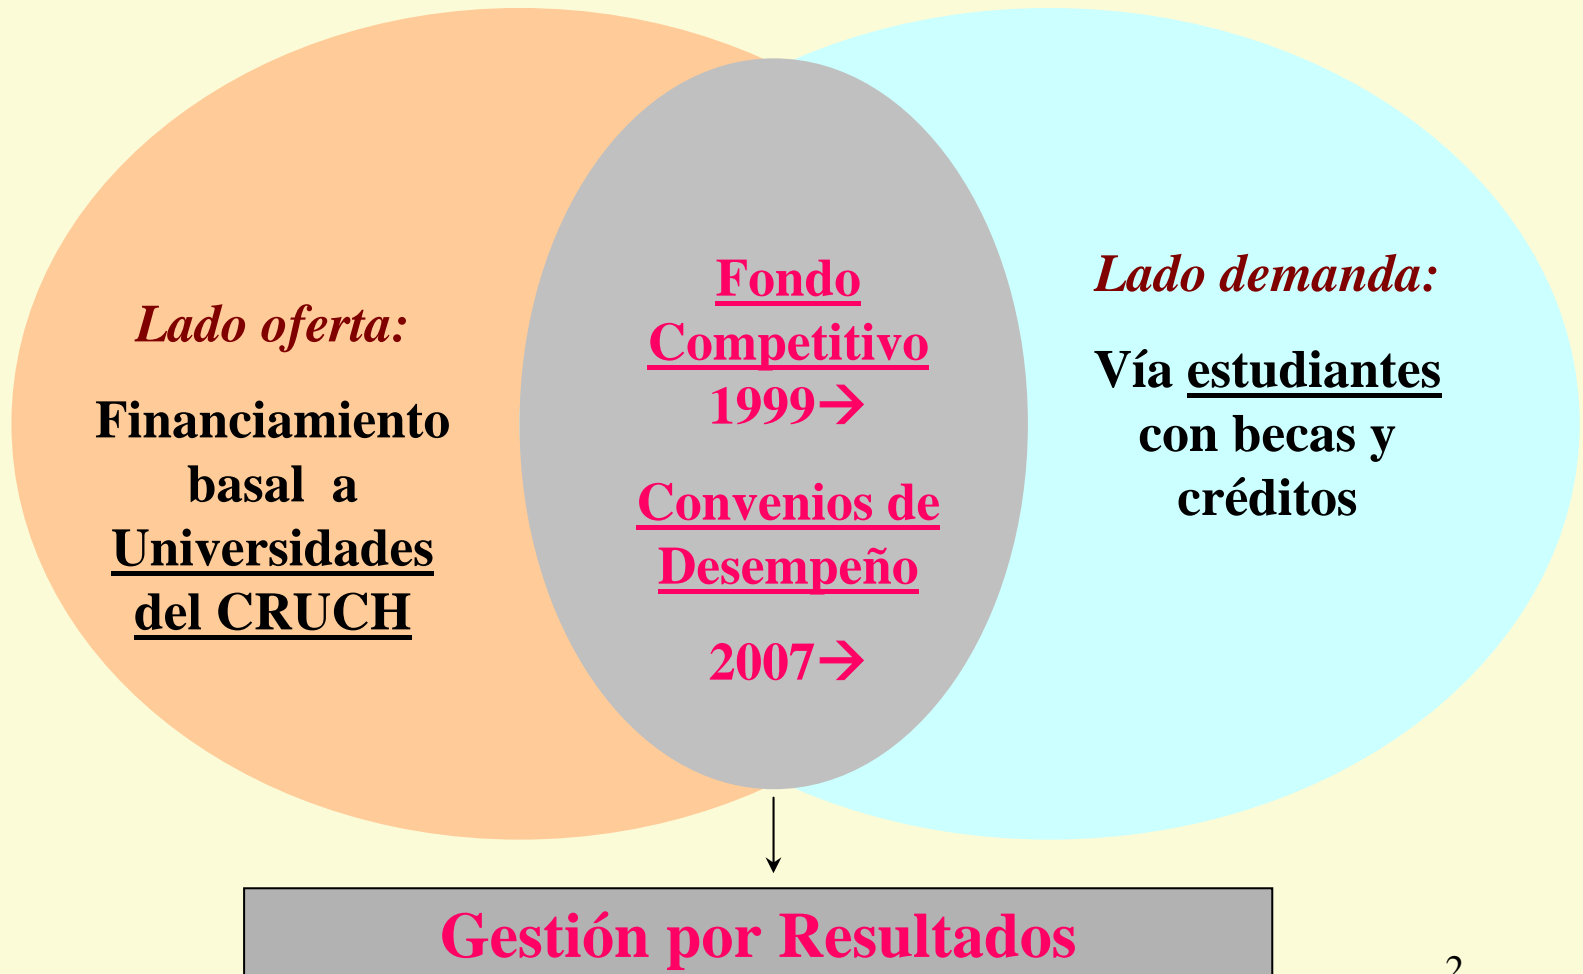 Lado oferta:
Financiamiento
basal a
Universidades
del CRUCH
Fondo
Competitivo
1999→
Convenios de
Desempeño
2007→
Lado demanda:
Vía estudiantes
con becas y
créditos
Gestión por Resultados
2